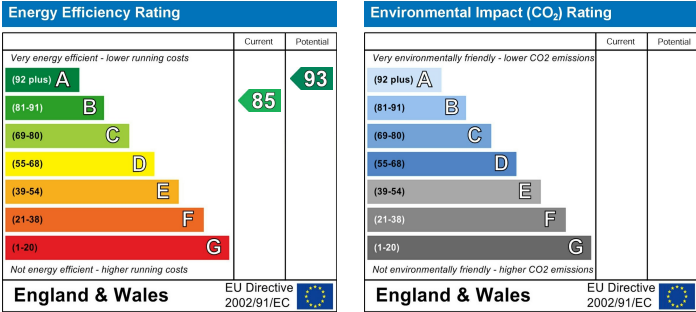 Energy Efficiency Rating
Current Potential
Very energy efficient - lower running costs
(92 plus) A
(81-91) B
(69-80) C
(55-68) D
(39-54) E
(21-38) F
(1-20) G
85
93
Not energy efficient - higher running costs
England & Wales
EU Directive
2002/91/EC
Environmental Impact (CO₂) Rating
Current Potential
Very environmentally friendly - lower CO2 emissions
(92 plus) A
(81-91) B
(69-80) C
(55-68) D
(39-54) E
(21-38) F
(1-20) G
Not environmentally friendly - higher CO2 emissions
England & Wales
EU Directive
2002/91/EC